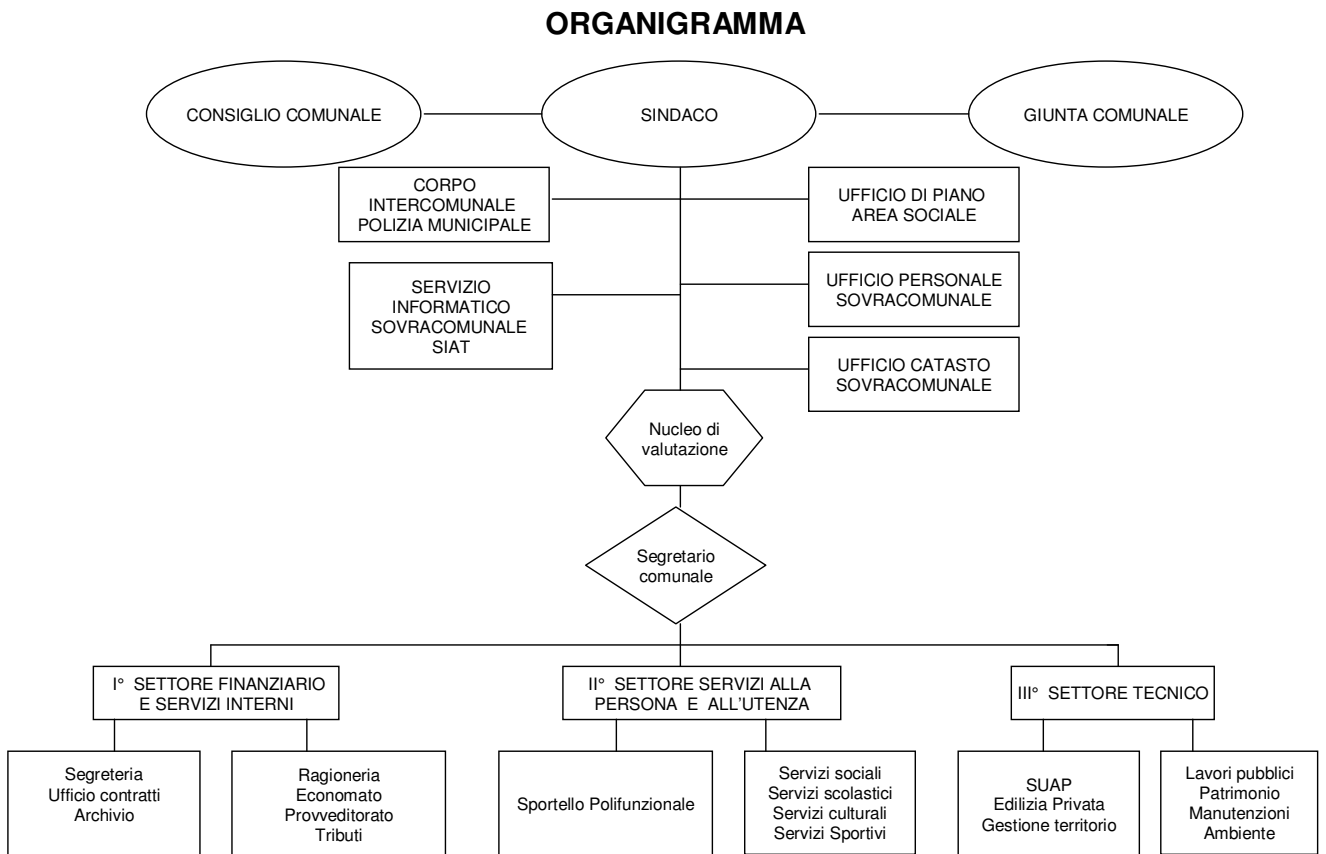 ORGANIGRAMMA
CONSIGLIO COMUNALE
SINDACO
GIUNTA COMUNALE
CORPO
INTERCOMUNALE
POLIZIA MUNICIPALE
UFFICIO DI PIANO
AREA SOCIALE
SERVIZIO
INFORMATICO
SOVRACOMUNALE
SIAT
UFFICIO PERSONALE
SOVRACOMUNALE
UFFICIO CATASTO
SOVRACOMUNALE
Nucleo di
valutazione
Segretario
comunale
I° SETTORE FINANZIARIO
E SERVIZI INTERNI
II° SETTORE SERVIZI ALLA
PERSONA E ALL'UTENZA
III° SETTORE TECNICO
Segreteria
Ufficio contratti
Archivio
Ragioneria
Economato
Provveditorato
Tributi
Sportello Polifunzionale
Servizi sociali
Servizi scolastici
Servizi culturali
Servizi Sportivi
SUAP
Edilizia Privata
Gestione territorio
Lavori pubblici
Patrimonio
Manutenzioni
Ambiente